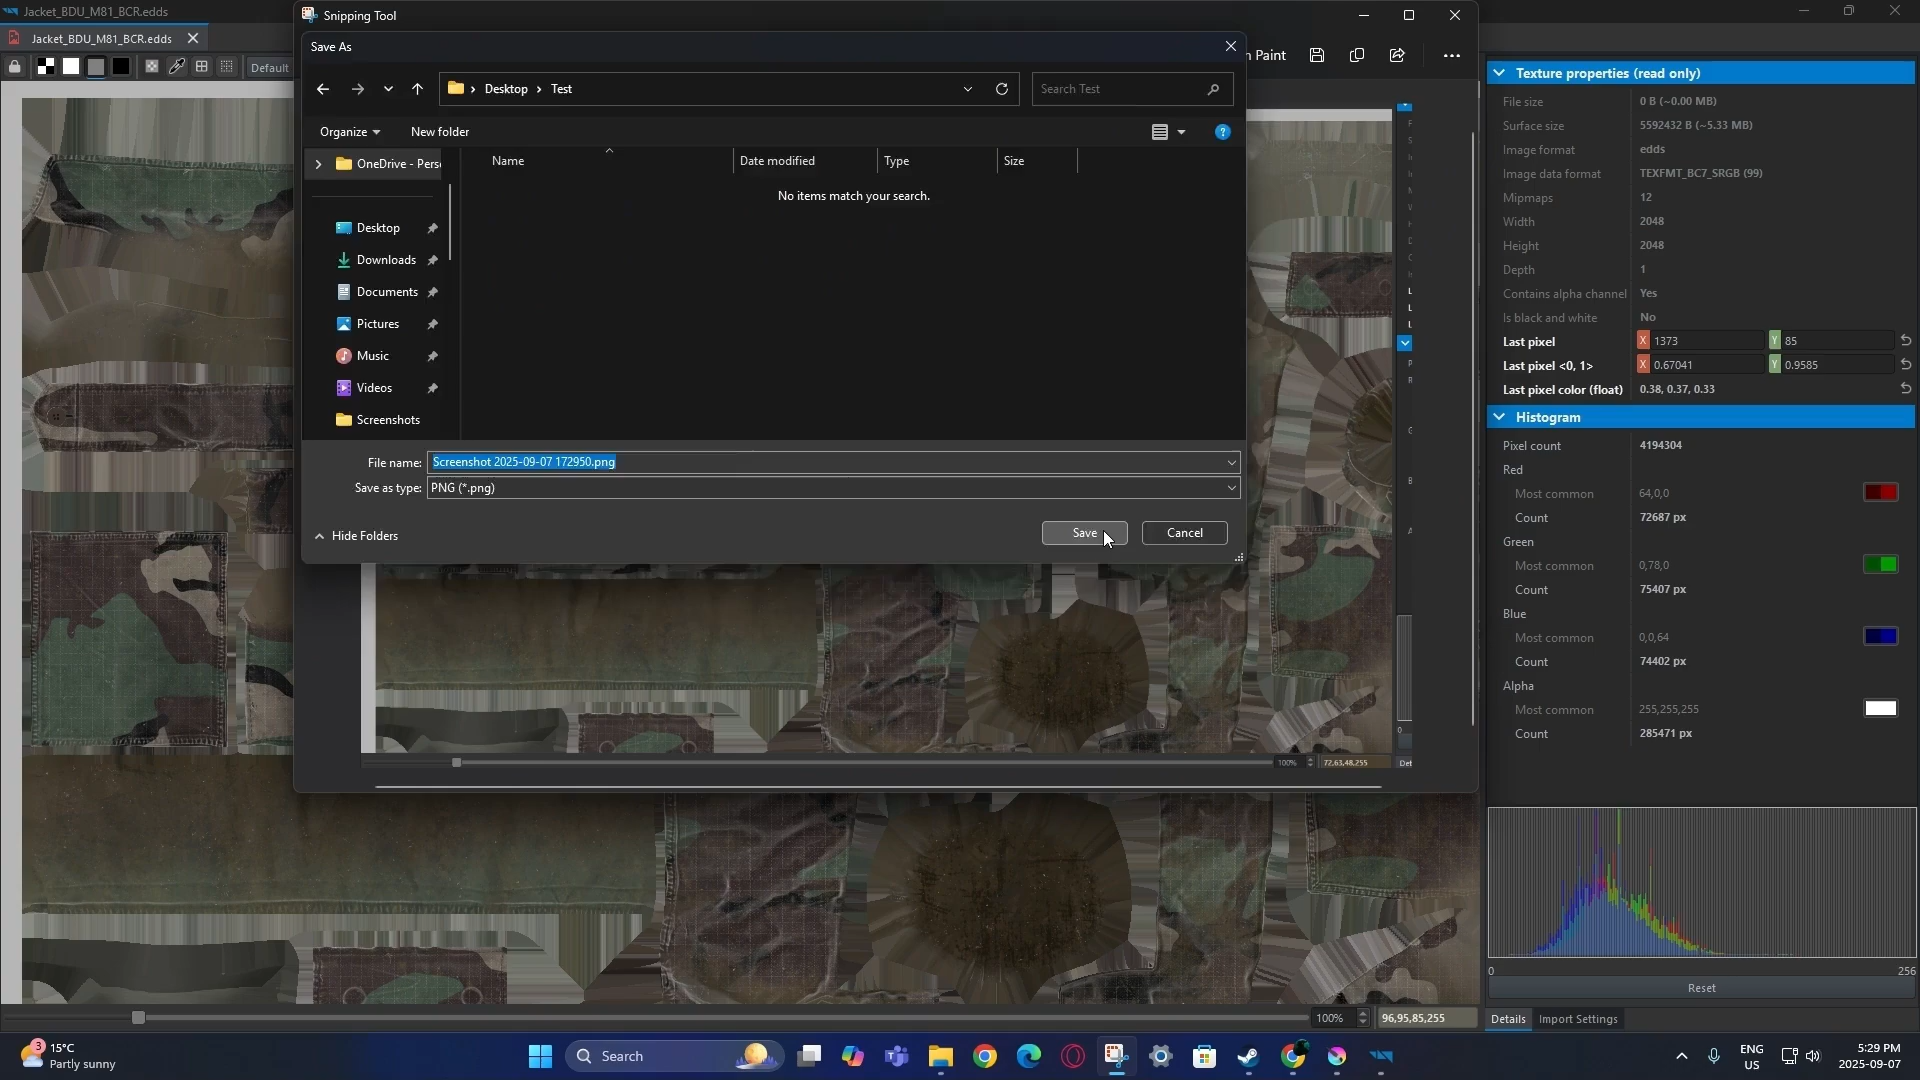 Jacket_BDU_M81_BCR.edds
Jacket_BDU_M81_BCR.edds
Default
Snipping Tool
Paint
Save As
Desktop
Test
Search Test
Organize
New folder
OneDrive - Pers
Desktop
Downloads
Documents
Pictures
Music
Videos
Screenshots
Name
Date modified
Type
Size
No items match your search.
File name:
Screenshot 2025-09-07 172950.png
Save as type:
PNG (*.png)
Hide Folders
Save
Cancel
100%
72,63,48,255
Det
Texture properties (read only)
File size
0 B (~0.00 MB)
Surface size
5592432 B (~5.33 MB)
Image format
edds
Image data format
TEXFMT_BC7_SRGB (99)
Mipmaps
12
Width
2048
Height
2048
Depth
1
Contains alpha channel
Yes
Is black and white
No
Last pixel
X 1373
Y 85
Last pixel <0, 1>
X 0.67041
Y 0.9585
Last pixel color (float)
0.38, 0.37, 0.33
Histogram
Pixel count
4194304
Red
Most common
64,0,0
Count
72687 px
Green
Most common
0,78,0
Count
75407 px
Blue
Most common
0,0,64
Count
74402 px
Alpha
Most common
255,255,255
Count
285471 px
0
256
Reset
100%
96,95,85,255
Details
Import Settings
3
15°C
Partly sunny
Search
ENG
US
5:29 PM
2025-09-07